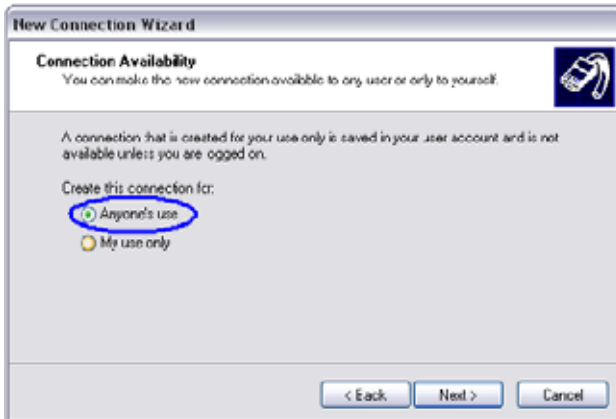 New Connection Wizard
Connection Availability
You can make the new connection available to any user or only to yourself.
A connection that is created for your use only is saved in your user account and is not
available unless you are logged on.
Create this connection for:
Anyone's use
My use only
< Back
Next >
Cancel